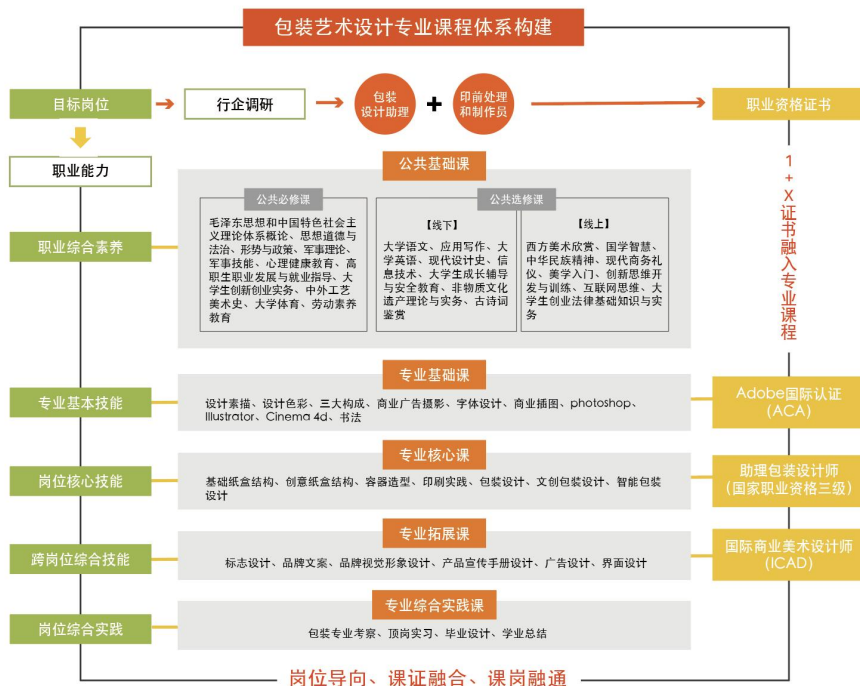 包装艺术设计专业课程体系构建
目标岗位
行企调研
包装
设计助理
+
印前处理
和制作员
职业资格证书
职业能力
公共基础课
公共必修课
毛泽东思想和中国特色社会主
义理论体系概论、思想道德与
法治、形势与政策、军事理论、
军事技能、心理健康教育、高
职生职业发展与就业指导、大
学生创新创业实务、中外工艺
美术史、大学体育、劳动素养
教育
公共选修课
【线下】
大学语文、应用写作、大
学英语、现代设计史、信
息技术、大学生成长辅导
与安全教育、非物质文化
遗产理论与实务、古诗词
鉴赏
【线上】
西方美术欣赏、国学智慧、
中华民族精神、现代商务礼
仪、美学入门、创新思维开
发与训练、互联网思维、大
学生创业法律基础知识与实
务
职业综合素养
1+X证书融入专业课程
专业基础课
专业基本技能
设计素描、设计色彩、三大构成、商业广告摄影、字体设计、商业插图、photoshop、
Illustrator、Cinema 4d、书法
Adobe国际认证
(ACA)
专业核心课
岗位核心技能
基础纸盒结构、创意纸盒结构、容器造型、印刷实践、包装设计、文创包装设计、智能包装
设计
助理包装设计师
(国家职业资格三级)
专业拓展课
跨岗位综合技能
标志设计、品牌文案、品牌视觉形象设计、产品宣传手册设计、广告设计、界面设计
国际商业美术设计师
(ICAD)
专业综合实践课
岗位综合实践
包装专业考察、顶岗实习、毕业设计、学业总结
岗位导向、课证融合、课岗融通